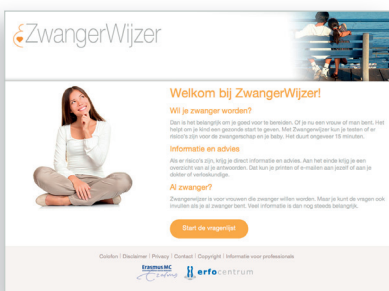 ZwangerWijzer
Welkom bij ZwangerWijzer!
Wil je zwanger worden?
Dan is het belangrijk om je goed voor te bereiden. Of je nu een vrouw of man bent. Het
helpt om je kind een gezonde start te geven. Met Zwangerwijzer kun je testen of er
risico's zijn voor de zwangerschap en je baby. Het duurt ongeveer 15 minuten.
Informatie en advies
Als er risico's zijn, krijg je direct informatie en advies. Aan het einde krijg je een
overzicht van al je antwoorden. Dat kun je printen of e-mailen aan jezelf of aan je
dokter of verloskundige.
Al zwanger?
Zwangerwijzer is voor vrouwen die zwanger willen worden. Maar je kunt de vragen ook
invullen als je al zwanger bent. Veel informatie is dan nog steeds belangrijk.
Start de vragenlijst
Colofon | Disclaimer | Privacy | Contact | Copyright | Informatie voor professionals
Erasmus MC
erfocentrum